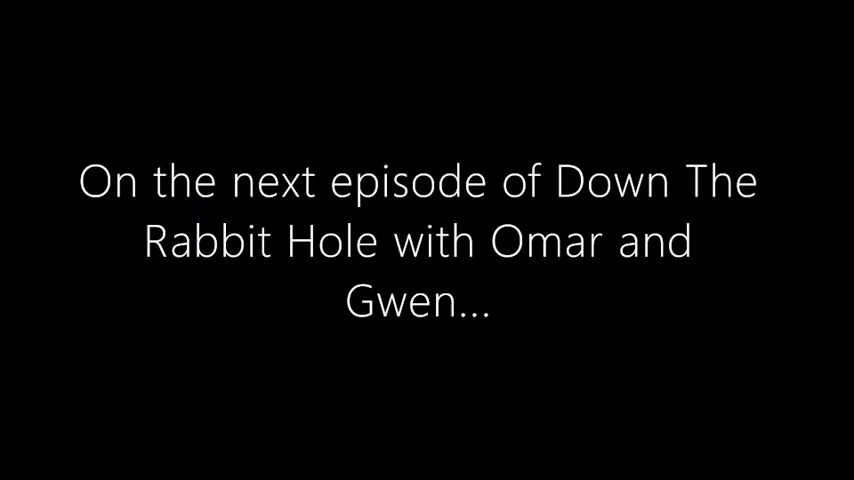 On the next episode of Down The
Rabbit Hole with Omar and
Gwen...